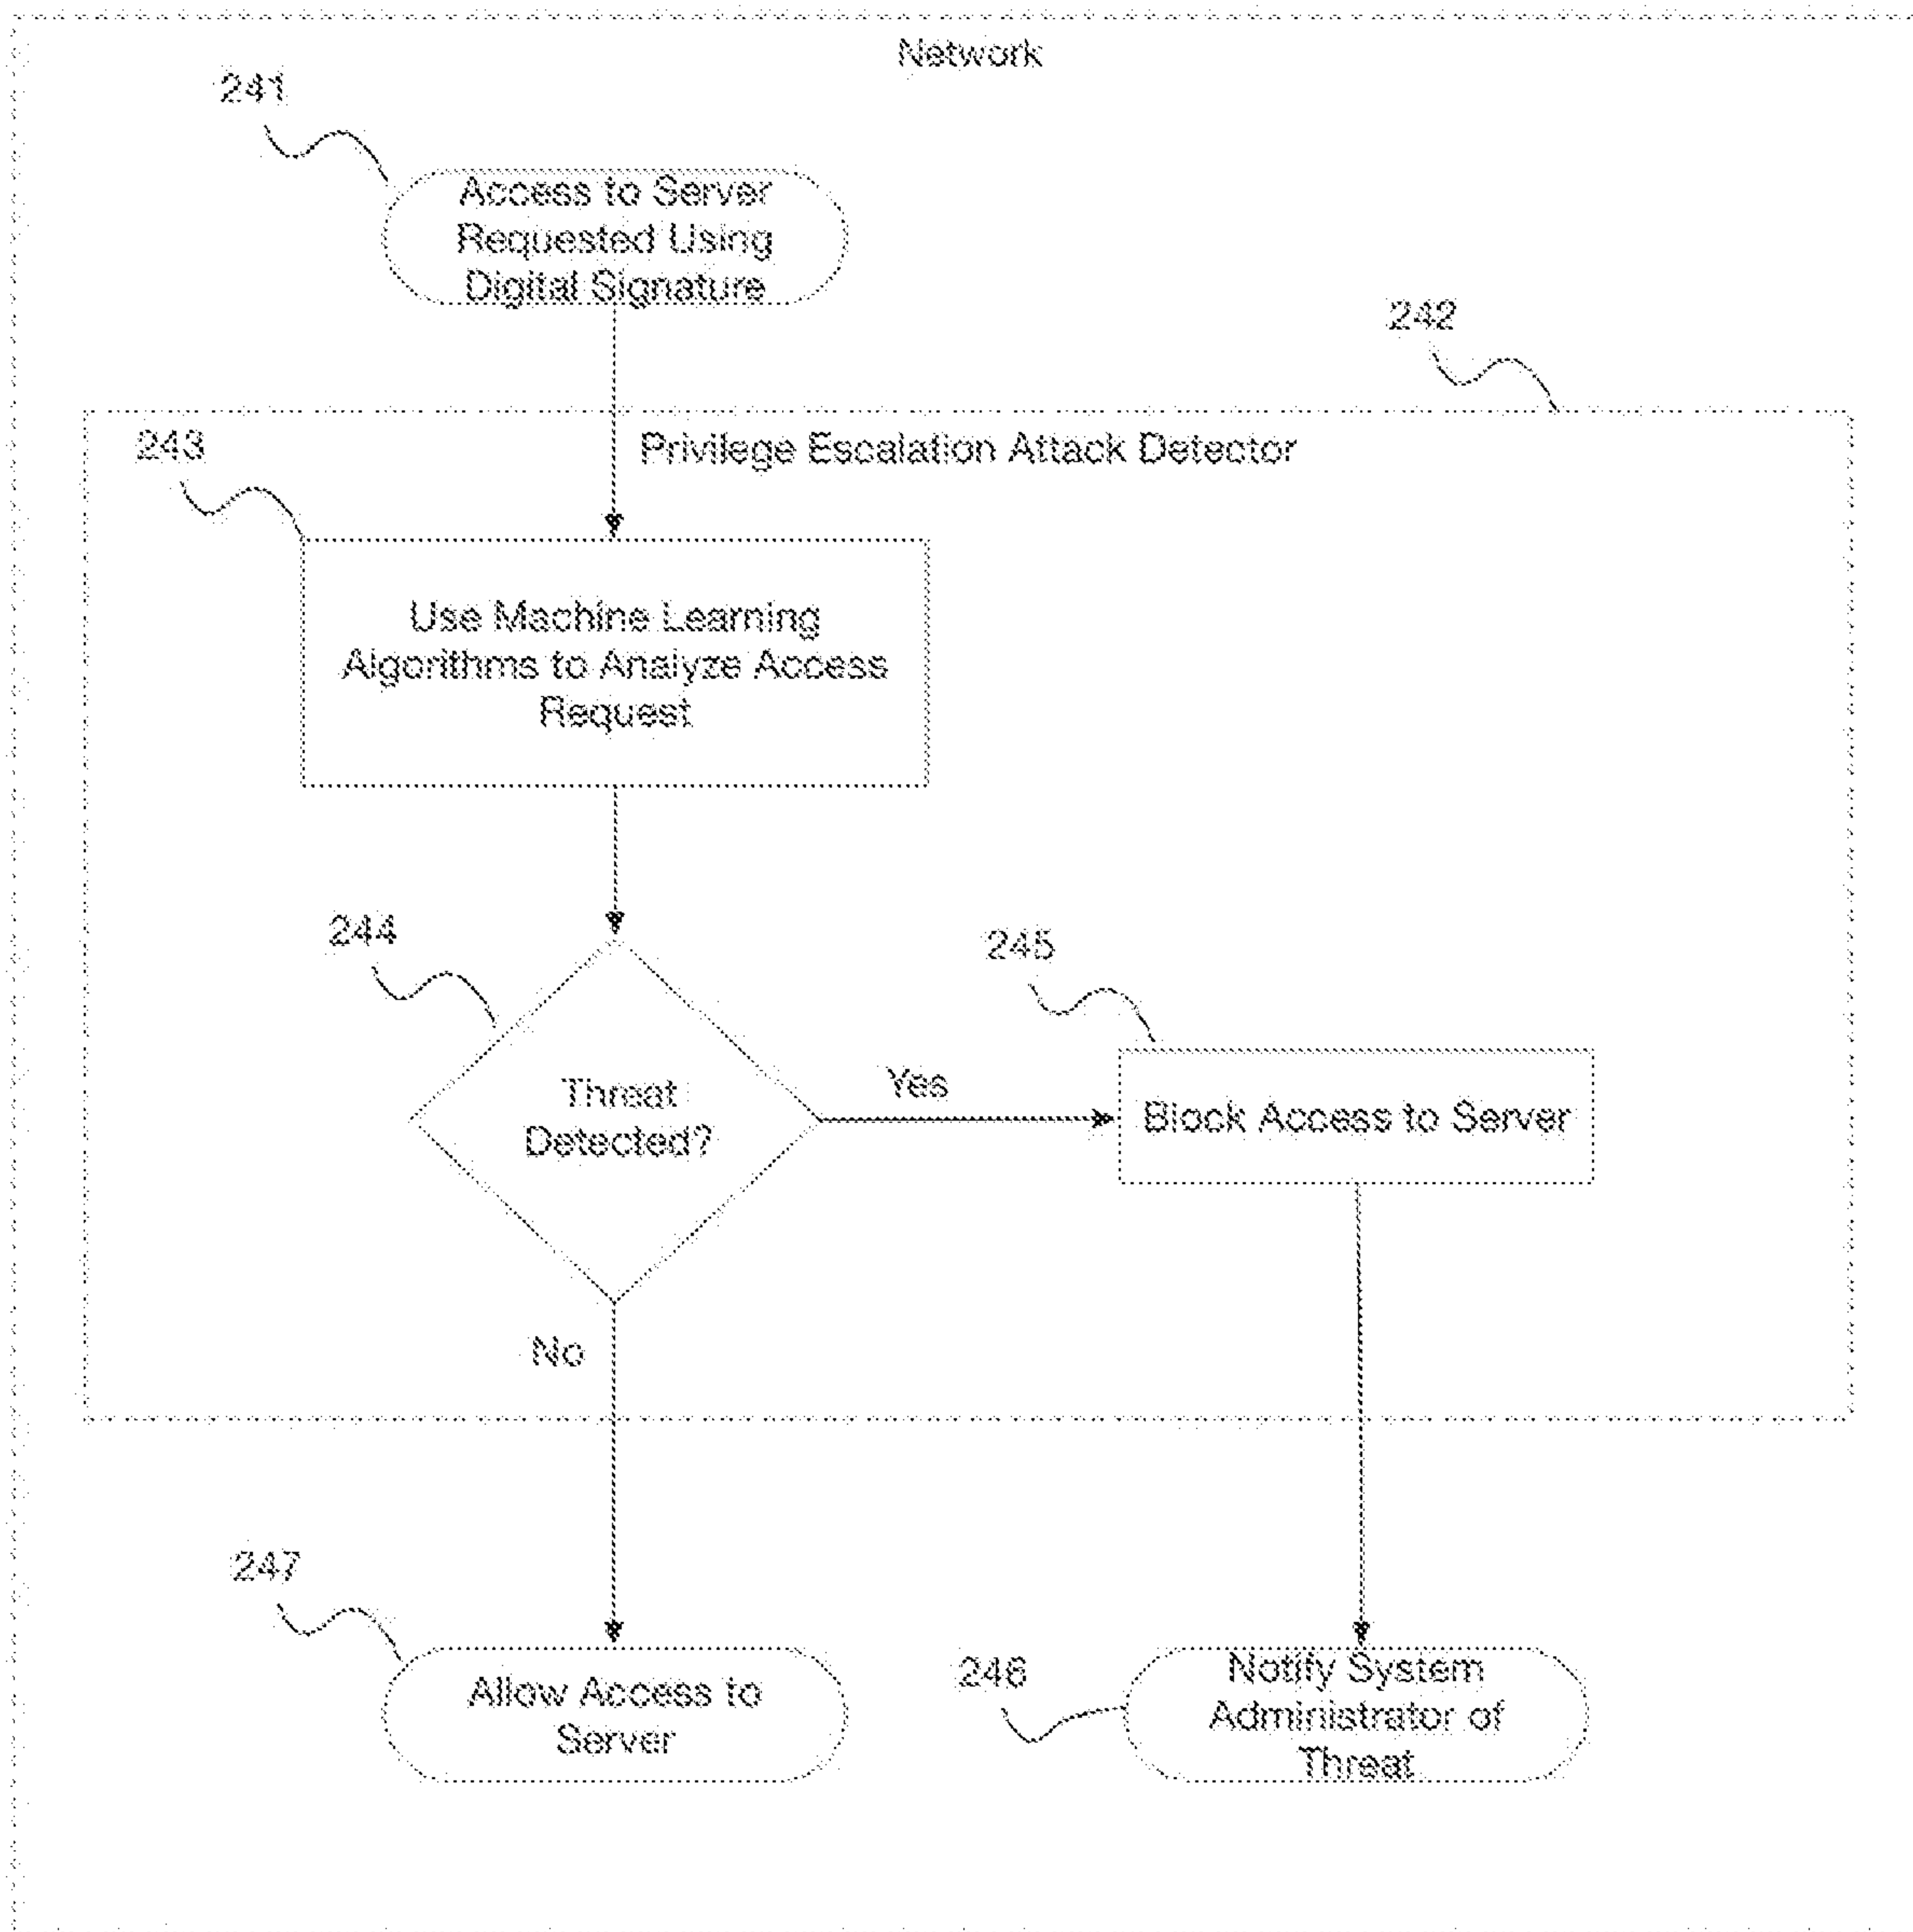 Network
241
Access to Server
Requested Using
Digital Signature
242
243
Privilege Escalation Attack Detector
Use Machine Learning
Algorithms to Analyze Access
Request
244
245
Threat
Detected?
Yes
Block Access to Server
No
247
Allow Access to
Server
246
Notify System
Administrator of
Threat